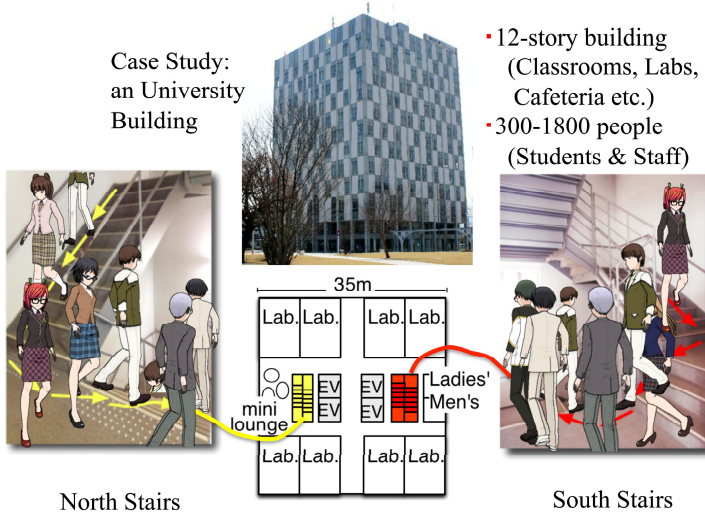 Case Study:
an University
Building
▪12-story building
(Classrooms, Labs,
Cafeteria etc.)
▪300-1800 people
(Students & Staff)
35m
Lab. Lab. Lab. Lab.
EV EV
EV EV
mini
lounge
Ladies'
Men's
Lab. Lab. Lab. Lab.
North Stairs
South Stairs